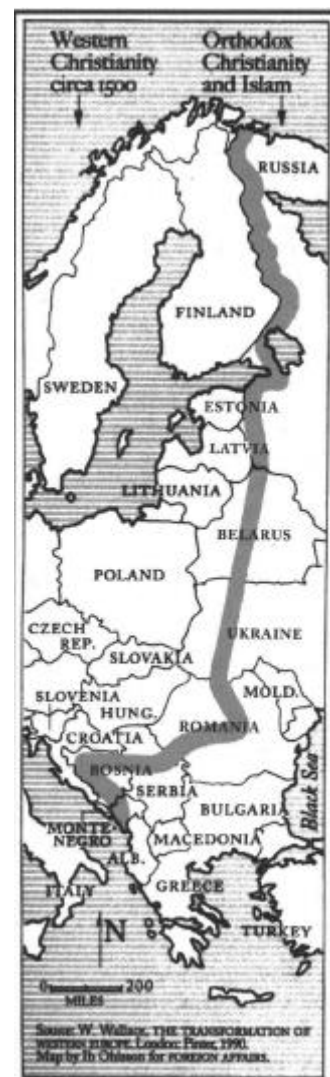 Western
Christianity
circa 1500
Orthodox
Christianity
and Islam
RUSSIA
FINLAND
SWEDEN
ESTONIA
LATVIA
LITHUANIA
BELARUS
POLAND
CZECH
REP.
UKRAINE
SLOVAKIA
MOLD.
SLOVENIA
HUNG.
ROMANIA
CROATIA
BOSNIA
SERBIA
Black Sea
BULGARIA
MONTE-
NEGRO
MACEDONIA
ALB.
ITALY
GREECE
TURKEY
N
0 200
MILES
Source: W. Wallace, THE TRANSFORMATION OF
WESTERN EUROPE. London: Pinter, 1990.
Map by Ib Ohlsson for FOREIGN AFFAIRS.